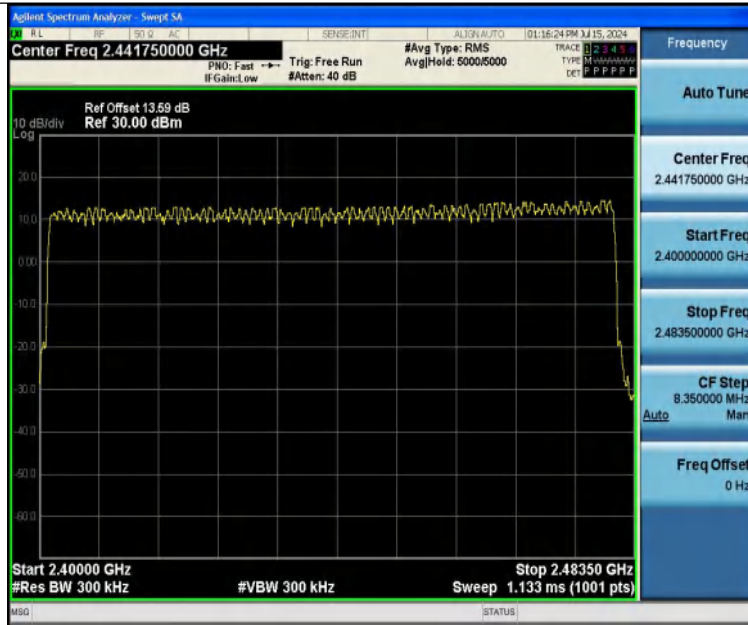 Agilent Spectrum Analyzer - Swept SA
RL RF 50 Ω AC SENSE:INT ALIGN AUTO 01:16:24 PM Jul 15, 2024
Center Freq 2.441750000 GHz
PNO: Fast
IFGain:Low
Trig: Free Run
#Atten: 40 dB
#Avg Type: RMS
Avg|Hold: 5000/5000
TRACE 1 2 3 4 5 6
TYPE M
DET P P P P P P
Frequency
Auto Tune
Center Freq
2.441750000 GHz
Start Freq
2.400000000 GHz
Stop Freq
2.483500000 GHz
CF Step
8.350000 MHz
Auto Man
Freq Offset
0 Hz
Ref Offset 13.59 dB
10 dB/div Ref 30.00 dBm
Log
20.0
10.0
0.00
-10.0
-20.0
-30.0
-40.0
-50.0
-60.0
Start 2.40000 GHz Stop 2.48350 GHz
#Res BW 300 kHz #VBW 300 kHz Sweep 1.133 ms (1001 pts)
MSG STATUS